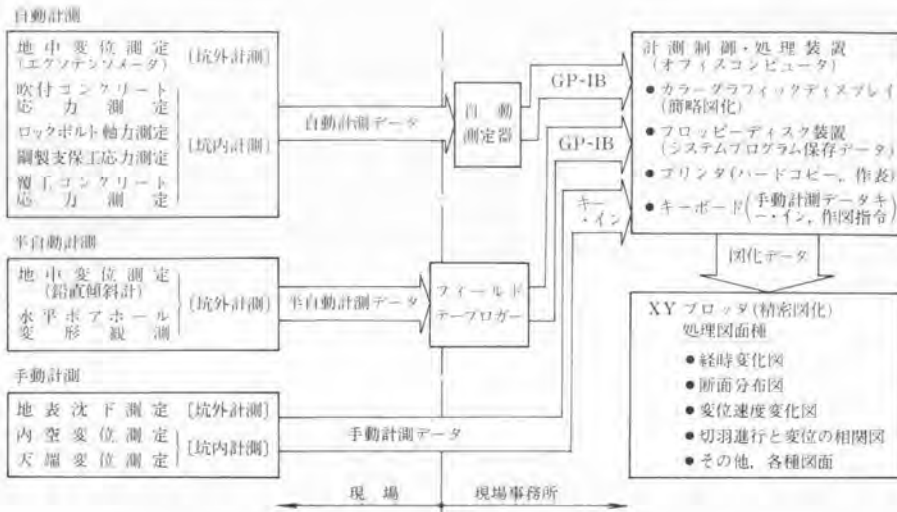 自動計測
地中変位測定
(エクソテンソメータ)
〔坑外計測〕
吹付コンクリート
応力測定
ロックボルト軸力測定
鋼製支保工応力測定
覆工コンクリート
応力測定
〔坑内計測〕
自動計測データ
自動
測定器
GP-IB
GP-IB
キー
・イン
計測制御・処理装置
(オフィスコンピュータ)
●カラーグラフィックディスプレイ
(簡略図化)
●フロッピーディスク装置
(システムプログラム保存データ)
●プリンタ(ハードコピー,作表)
●キーボード(手動計測データキ
ー・イン,作図指令)
半自動計測
地中変位測定
(鉛直傾斜計)
水平ボアホール
変形観測
〔坑外計測〕
半自動計測データ
フィールド
テープロガー
図化データ
XYプロッタ(精密図化)
処理図面種
●経時変化図
●断面分布図
●変位速度変化図
●切羽進行と変位の相関図
●その他,各種図面
手動計測
地表沈下測定
〔坑外計測〕
内空変位測定
天端変位測定
〔坑内計測〕
手動計測データ
現場
現場事務所